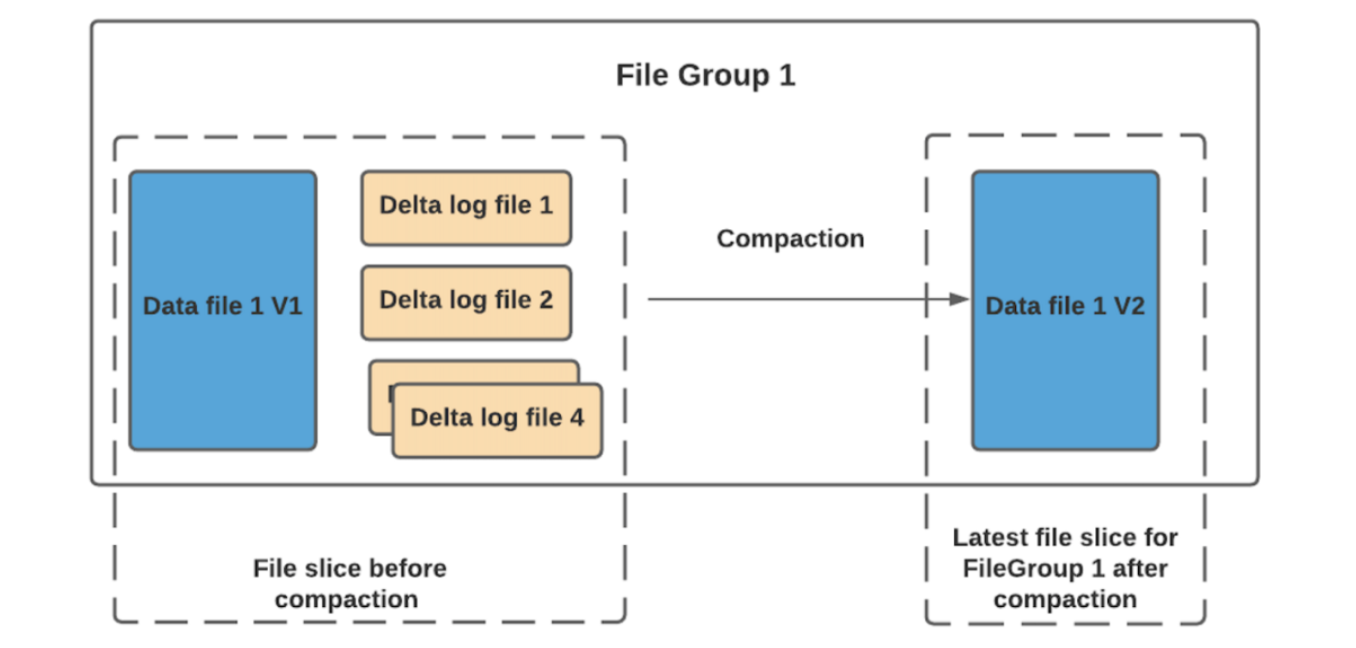 File Group 1
Data file 1 V1
Delta log file 1
Delta log file 2
Delta log file 4
Compaction
Data file 1 V2
File slice before
compaction
Latest file slice for
FileGroup 1 after
compaction